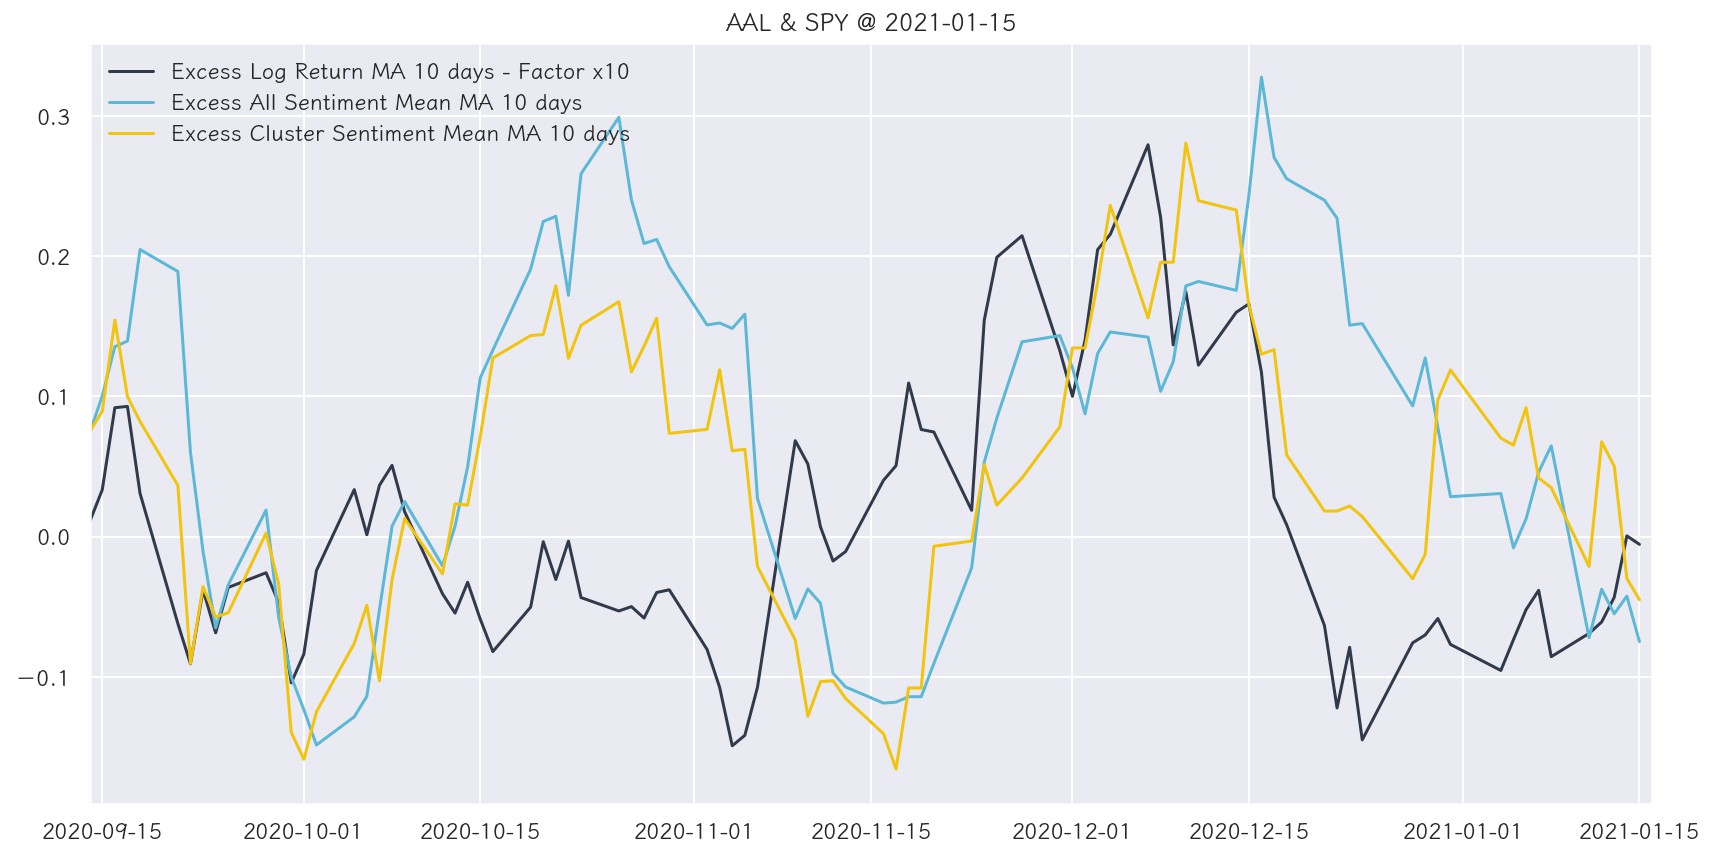 AAL & SPY @ 2021-01-15
Excess Log Return MA 10 days - Factor x10
Excess All Sentiment Mean MA 10 days
Excess Cluster Sentiment Mean MA 10 days
0.3
0.2
0.1
0.0
−0.1
2020-09-15 2020-10-01 2020-10-15 2020-11-01 2020-11-15 2020-12-01 2020-12-15 2021-01-01 2021-01-15